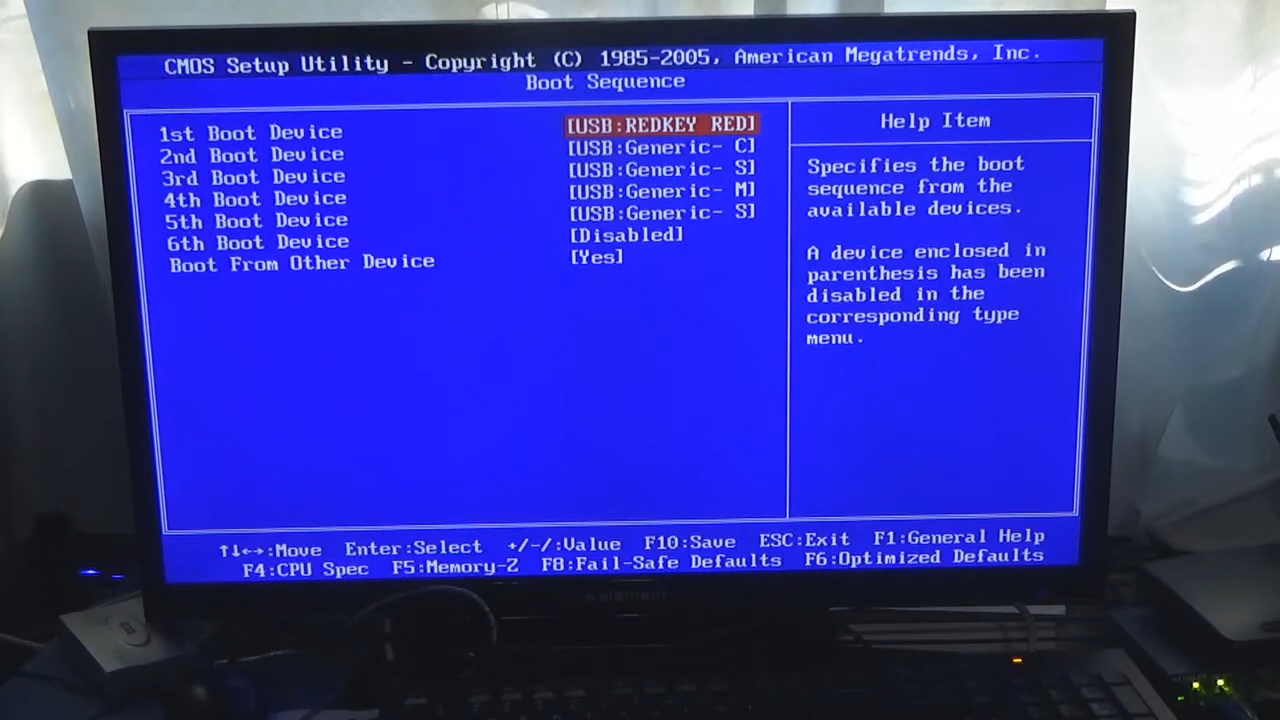 CMOS Setup Utility - Copyright (C) 1985-2005, American Megatrends, Inc.
Boot Sequence
1st Boot Device [USB:REDKEY RED]
2nd Boot Device [USB:Generic- C]
3rd Boot Device [USB:Generic- S]
4th Boot Device [USB:Generic- M]
5th Boot Device [USB:Generic- S]
6th Boot Device [Disabled]
Boot From Other Device [Yes]
Help Item
Specifies the boot
sequence from the
available devices.
A device enclosed in
parenthesis has been
disabled in the
corresponding type
menu.
↑↓←→:Move Enter:Select +/-/:Value F10:Save ESC:Exit F1:General Help
F4:CPU Spec F5:Memory-Z F8:Fail-Safe Defaults F6:Optimized Defaults
element